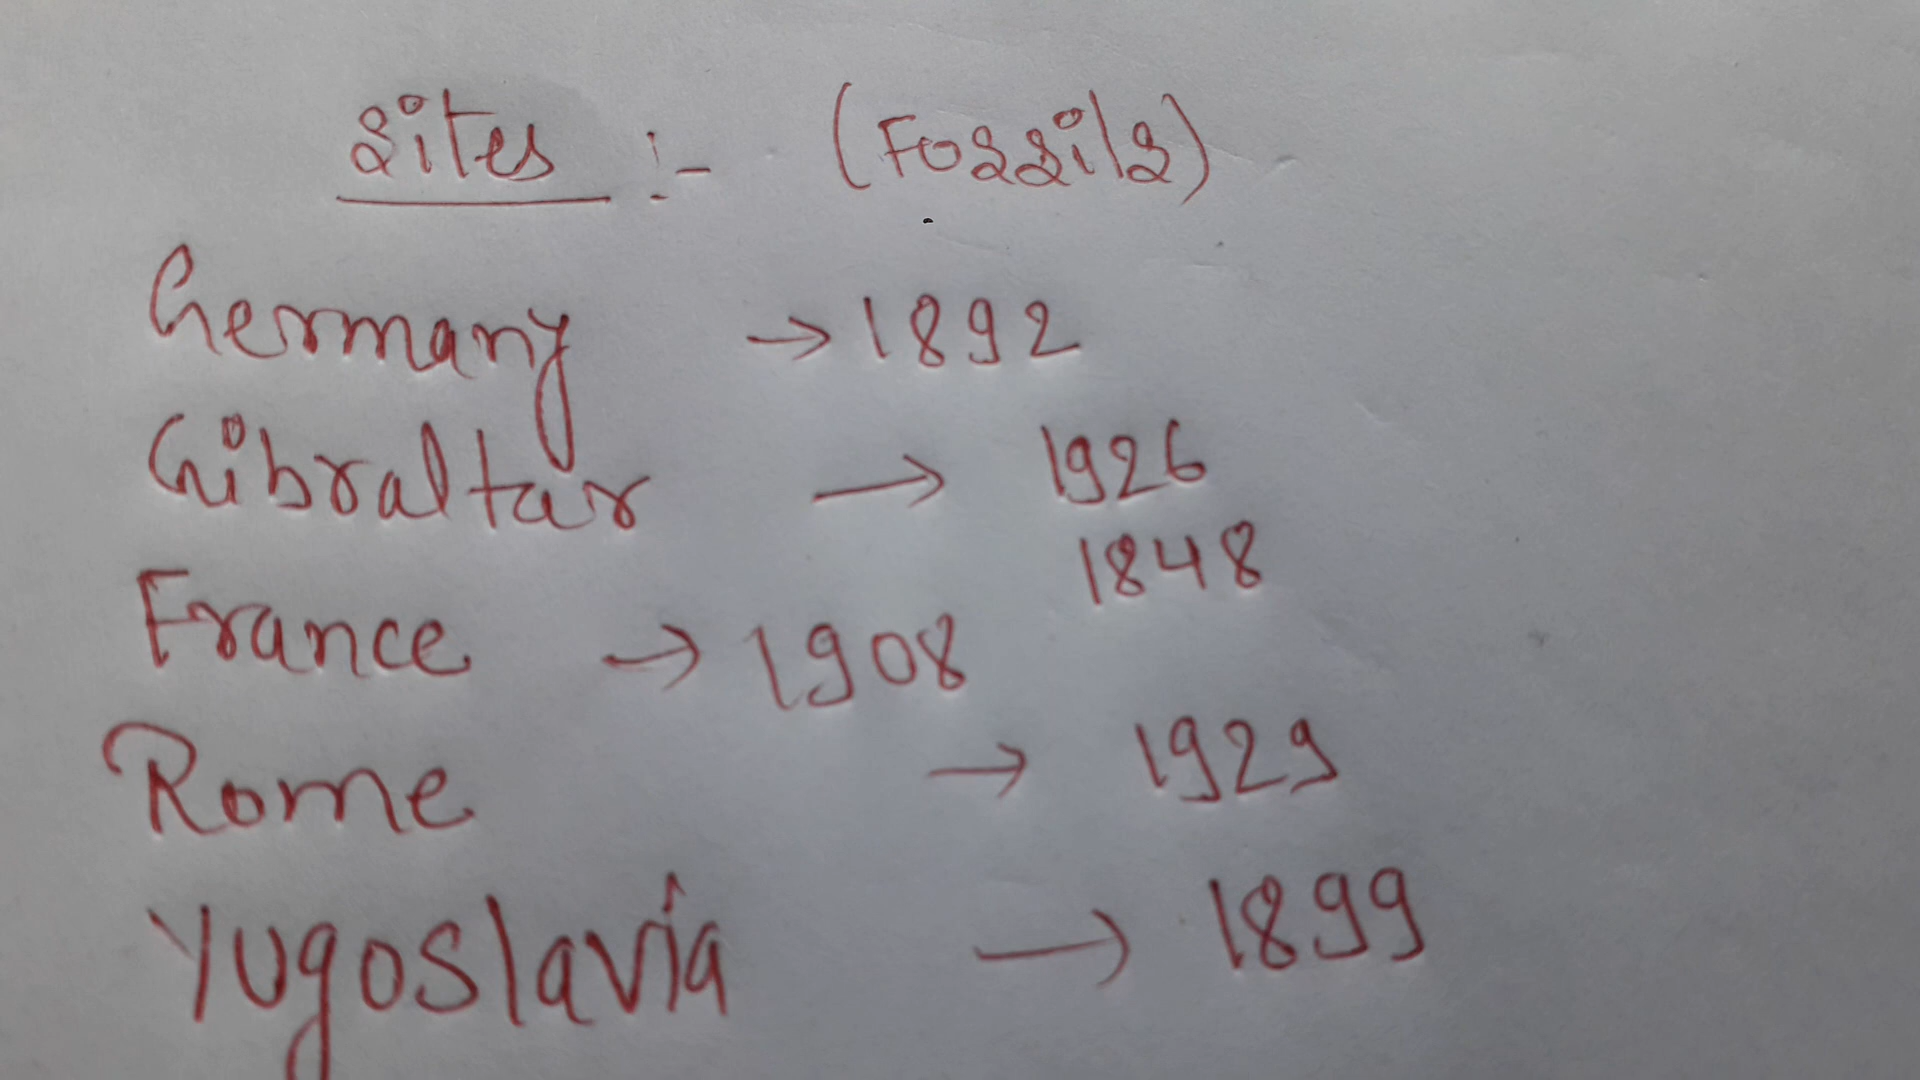 Sites :- (Fossils)
Germany → 1892
Gibraltar → 1926
1848
France → 1908
Rome → 1929
Yugoslavia → 1899